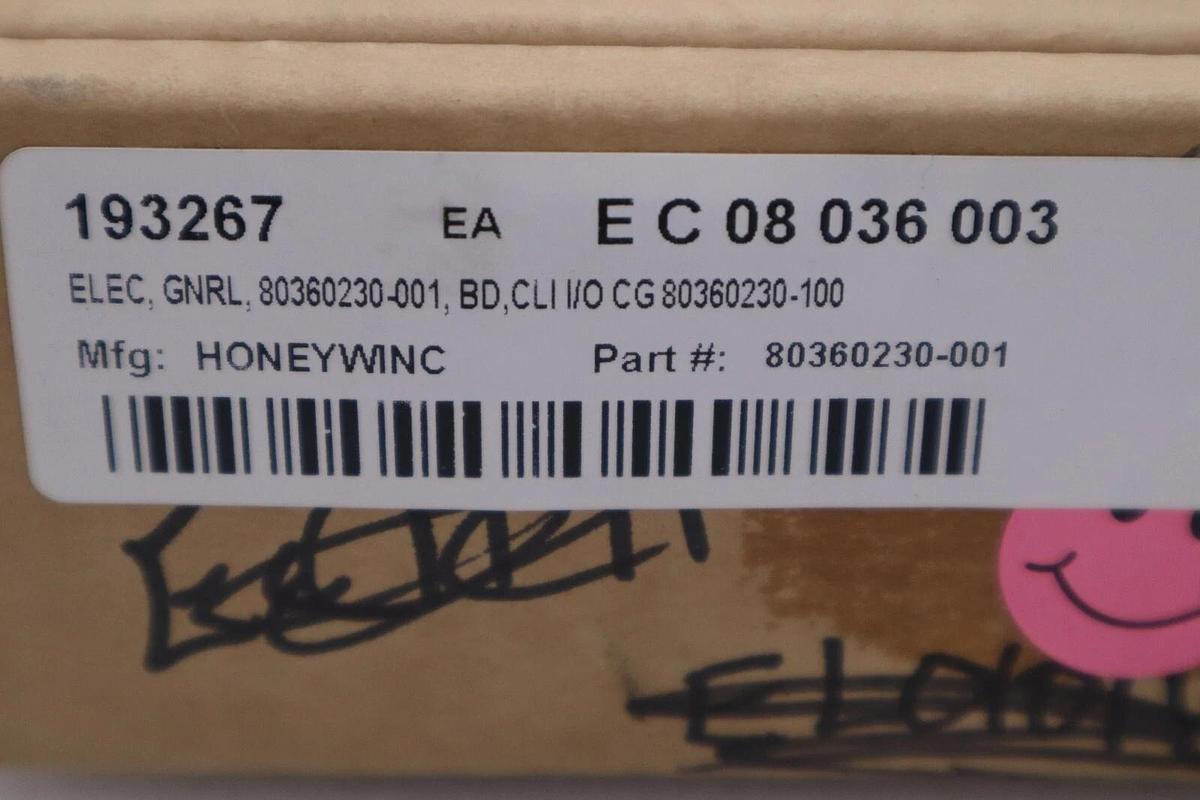 193267 EA E C 08 036 003
ELEC, GNRL, 80360230-001, BD,CLI I/O CG 80360230-100
Mfg: HONEYWINC Part #: 80360230-001